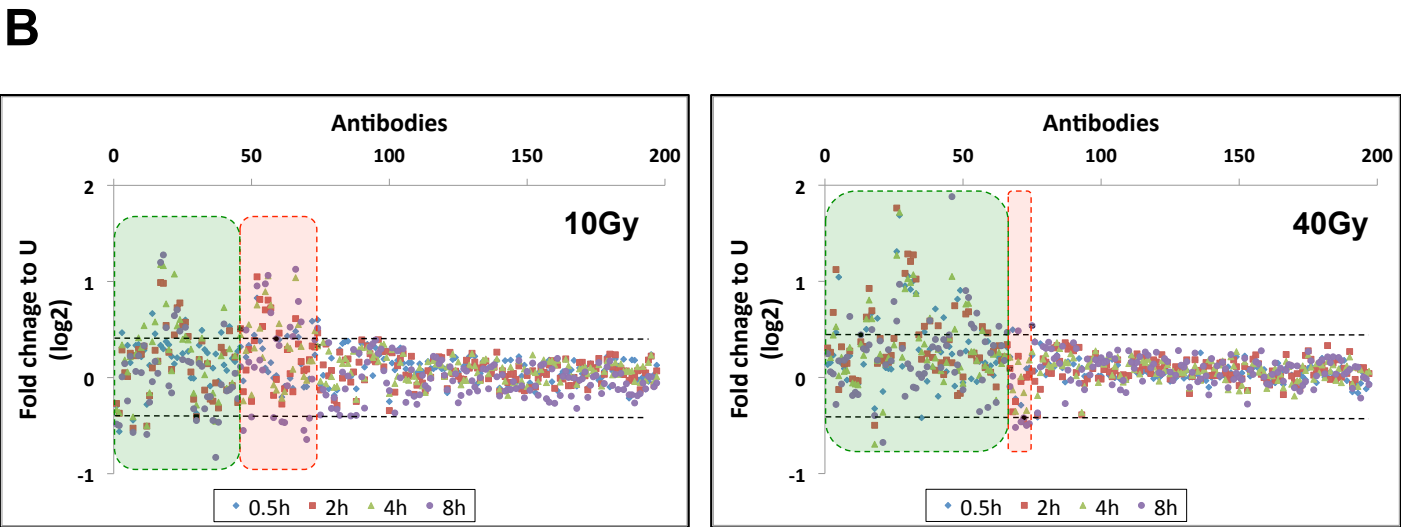 B
Antibodies
0 50 100 150 200
2
1
0
-1
Fold chnage to U
(log2)
10Gy
0.5h 2h 4h 8h
Antibodies
0 50 100 150 200
2
1
0
-1
Fold chnage to U
(log2)
40Gy
0.5h 2h 4h 8h